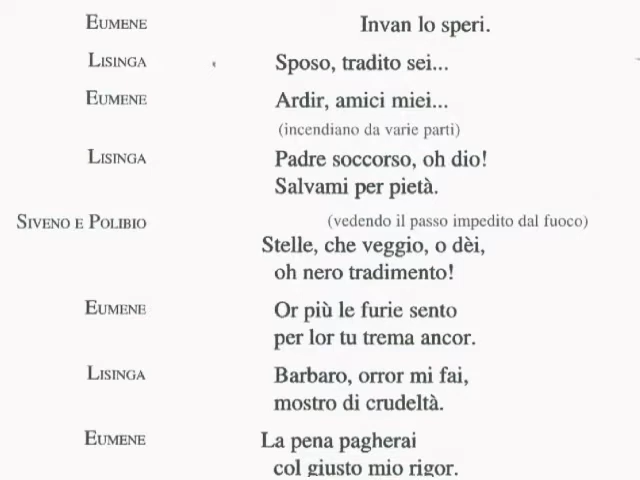 EUMENE Invan lo speri.
LISINGA Sposo, tradito sei...
EUMENE Ardir, amici miei...
(incendiano da varie parti)
LISINGA Padre soccorso, oh dio!
Salvami per pietà.
SIVENO E POLIBIO (vedendo il passo impedito dal fuoco)
Stelle, che veggio, o dèi,
oh nero tradimento!
EUMENE Or più le furie sento
per lor tu trema ancor.
LISINGA Barbaro, orror mi fai,
mostro di crudeltà.
EUMENE La pena pagherai
col giusto mio rigor.